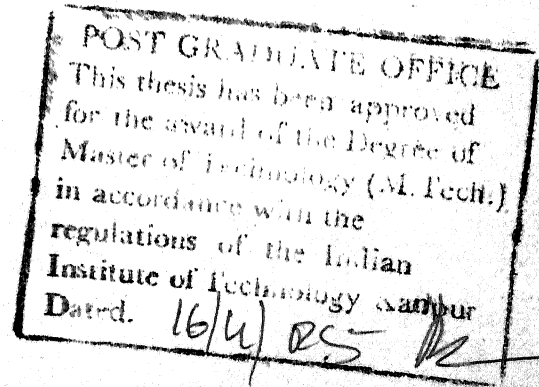 POST GRADUATE OFFICE
This thesis has been approved
for the award of the Degree of
Master of Technology (M. Tech.)
in accordance with the
regulations of the Indian
Institute of Technology Kanpur
Dated. 16/4/